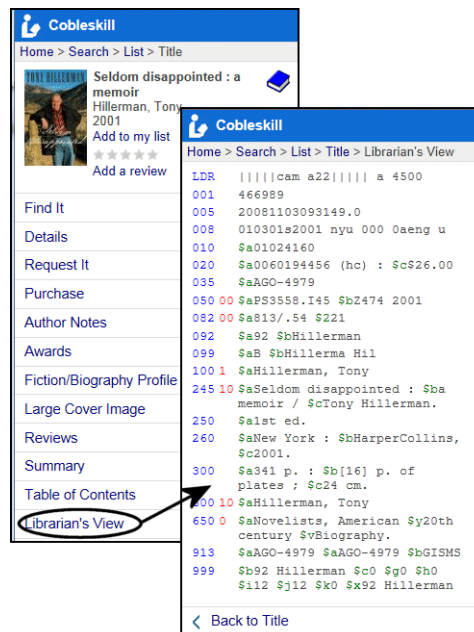 Cobleskill
Home > Search > List > Title
TONY HILLERMAN
Seldom disappointed
Seldom disappointed : a
memoir
Hillerman, Tony
2001
Add to my list
Add a review
Find It
Details
Request It
Purchase
Author Notes
Awards
Fiction/Biography Profile
Large Cover Image
Reviews
Summary
Table of Contents
Librarian's View
Cobleskill
Home > Search > List > Title > Librarian's View
LDR |||||cam a22||||| a 4500
001 466989
005 20081103093149.0
008 010301s2001 nyu 000 0aeng u
010 $a01024160
020 $a0060194456 (hc) : $c$26.00
035 $aAGO-4979
050 00 $aPS3558.I45 $bZ474 2001
082 00 $a813/.54 $221
092 $a92 $bHillerman
099 $aB $bHillerma Hil
100 1 $aHillerman, Tony
245 10 $aSeldom disappointed : $ba
memoir / $cTony Hillerman.
250 $a1st ed.
260 $aNew York : $bHarperCollins,
$c2001.
300 $a341 p. : $b[16] p. of
plates ; $c24 cm.
600 10 $aHillerman, Tony
650 0 $aNovelists, American $y20th
century $vBiography.
913 $aAGO-4979 $aAGO-4979 $bGISMS
999 $b92 Hillerman $c0 $g0 $h0
$i12 $j12 $k0 $x92 Hillerman
< Back to Title